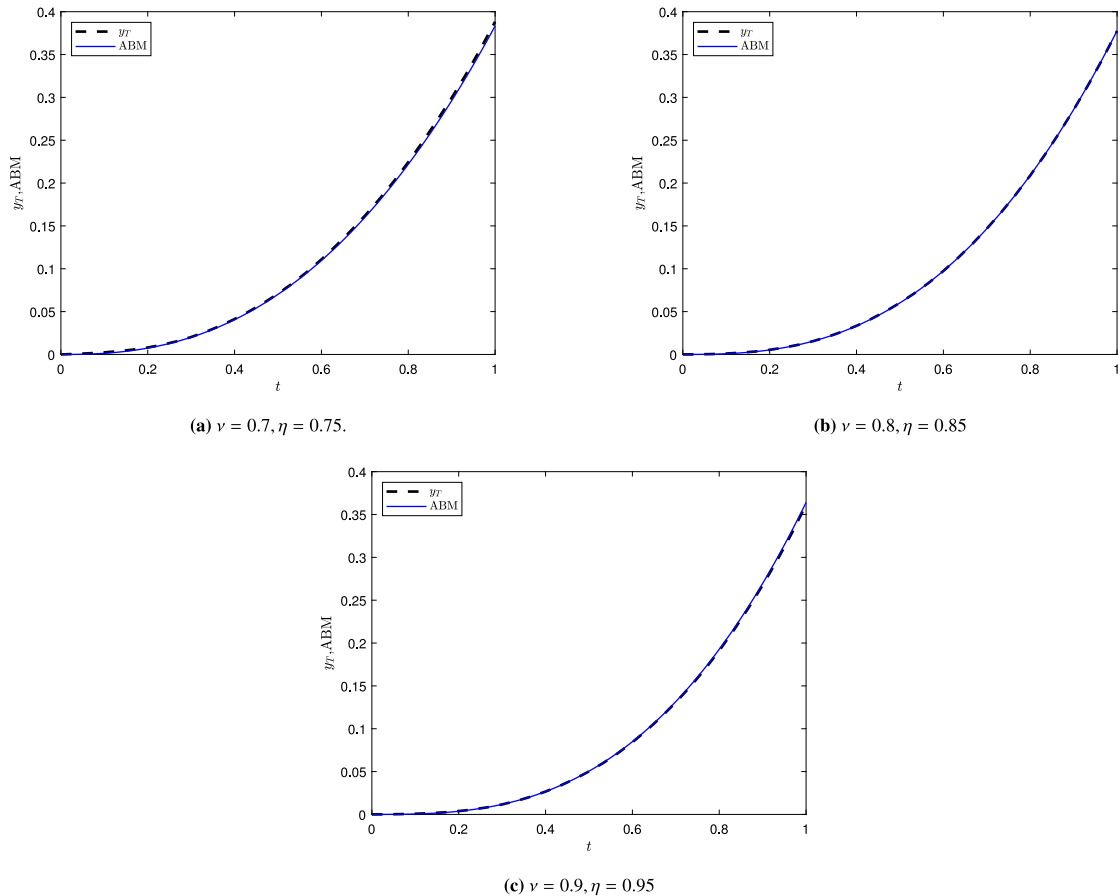 0.4
0.35
0.3
0.25
0.2
0.15
0.1
0.05
0
y_T
ABM
y_T,ABM
0 0.2 0.4 0.6 0.8 1
t
(a) ν = 0.7, η = 0.75.
0.4
0.35
0.3
0.25
0.2
0.15
0.1
0.05
0
y_T
ABM
y_T,ABM
0 0.2 0.4 0.6 0.8 1
t
(b) ν = 0.8, η = 0.85
0.4
0.35
0.3
0.25
0.2
0.15
0.1
0.05
0
y_T
ABM
y_T,ABM
0 0.2 0.4 0.6 0.8 1
t
(c) ν = 0.9, η = 0.95